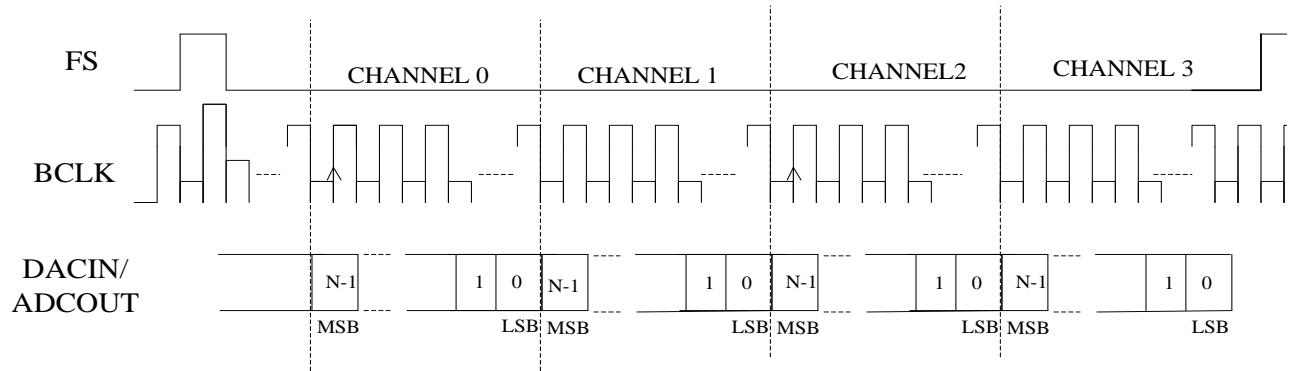 FS
CHANNEL 0 CHANNEL 1 CHANNEL2 CHANNEL 3
BCLK
DACIN/
ADCOUT
N-1 1 0 N-1 1 0 N-1 1 0 N-1 1 0
MSB LSB MSB LSB MSB LSB MSB LSB